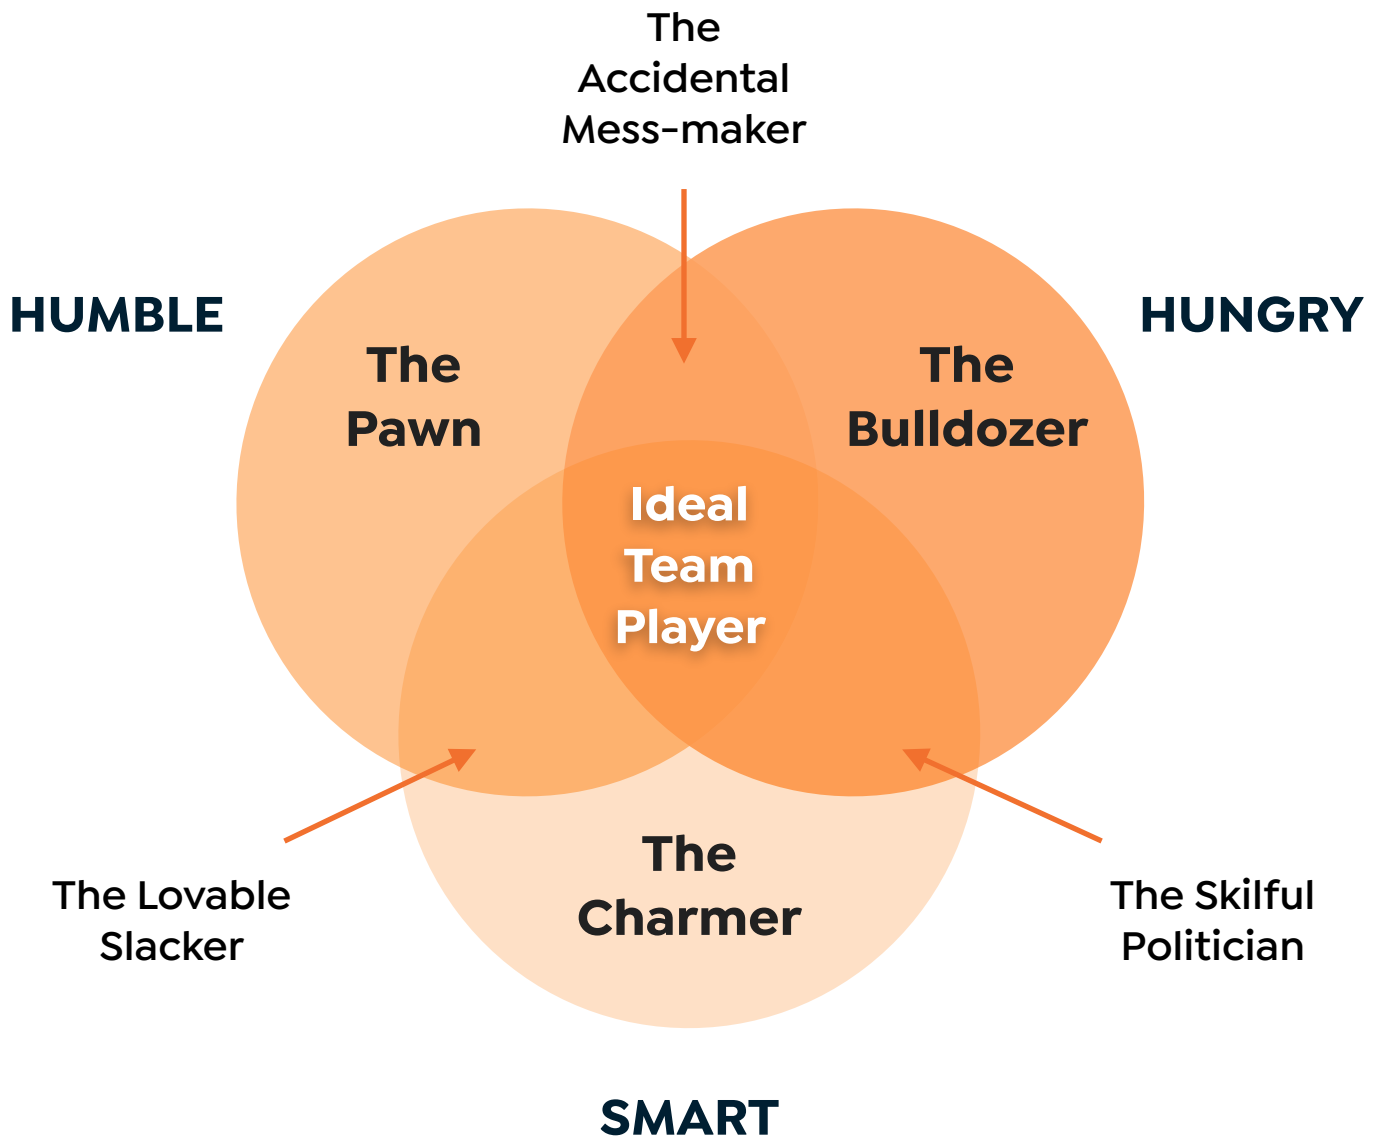 The
Accidental
Mess-maker
HUMBLE
HUNGRY
The
Pawn
The
Bulldozer
Ideal
Team
Player
The
Charmer
The Lovable
Slacker
The Skilful
Politician
SMART